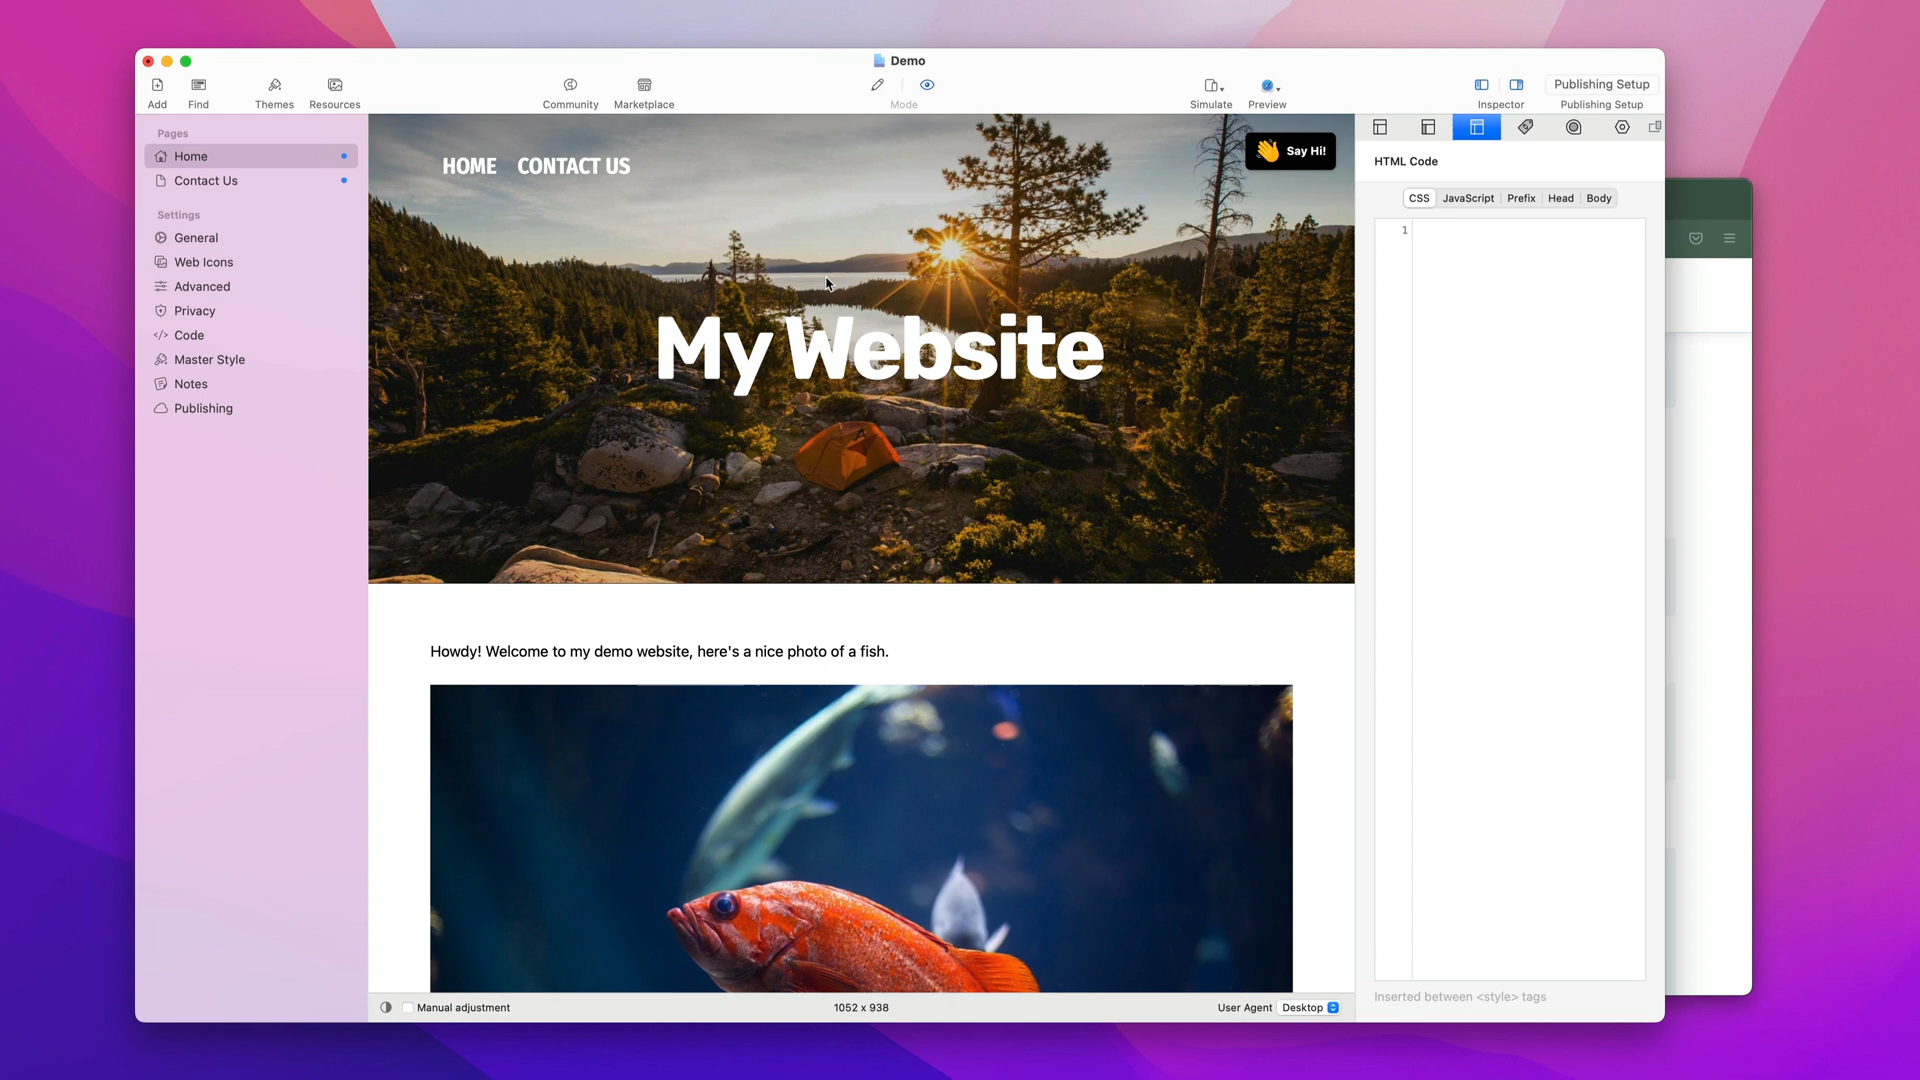 Demo
Add
Find
Themes
Resources
Community
Marketplace
Mode
Simulate
Preview
Inspector
Publishing Setup
Publishing Setup
Pages
Home
Contact Us
Settings
General
Web Icons
Advanced
Privacy
Code
Master Style
Notes
Publishing
HOME CONTACT US
👋 Say Hi!
My Website
Howdy! Welcome to my demo website, here's a nice photo of a fish.
Manual adjustment
1052 x 938
User Agent Desktop
HTML Code
CSS JavaScript Prefix Head Body
1
Inserted between <style> tags